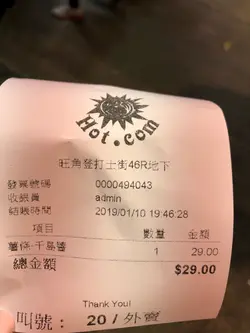 Hot.com
旺角登打士街46R地下
發票號碼 0000494043
收銀員 admin
結賬時間 2019/01/10 19:46:28
項目 數量 金額
薯條-千島醬 1 29.00
總金額 $29.00
Thank You!
叫號： 20 / 外賣